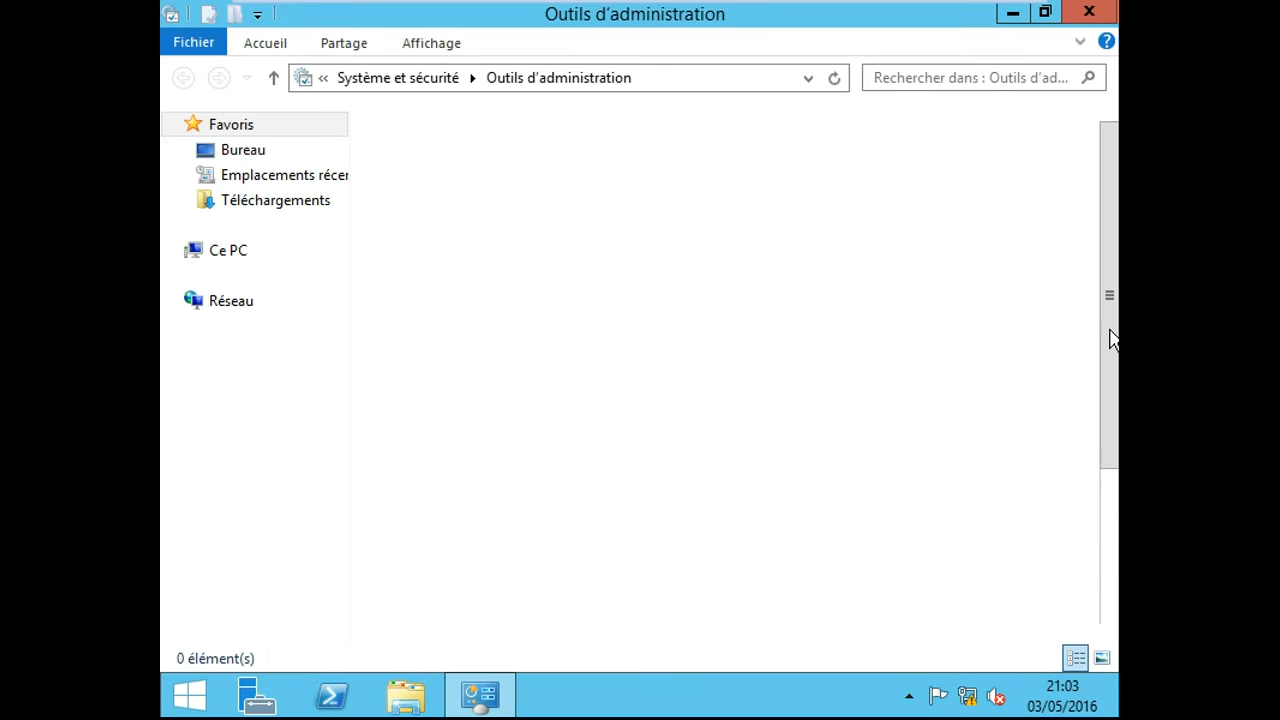 Outils d'administration
Fichier
Accueil
Partage
Affichage
« Système et sécurité Outils d'administration
Rechercher dans : Outils d'ad...
Favoris
Bureau
Emplacements récer
Téléchargements
Ce PC
Réseau
0 élément(s)
21:03
03/05/2016